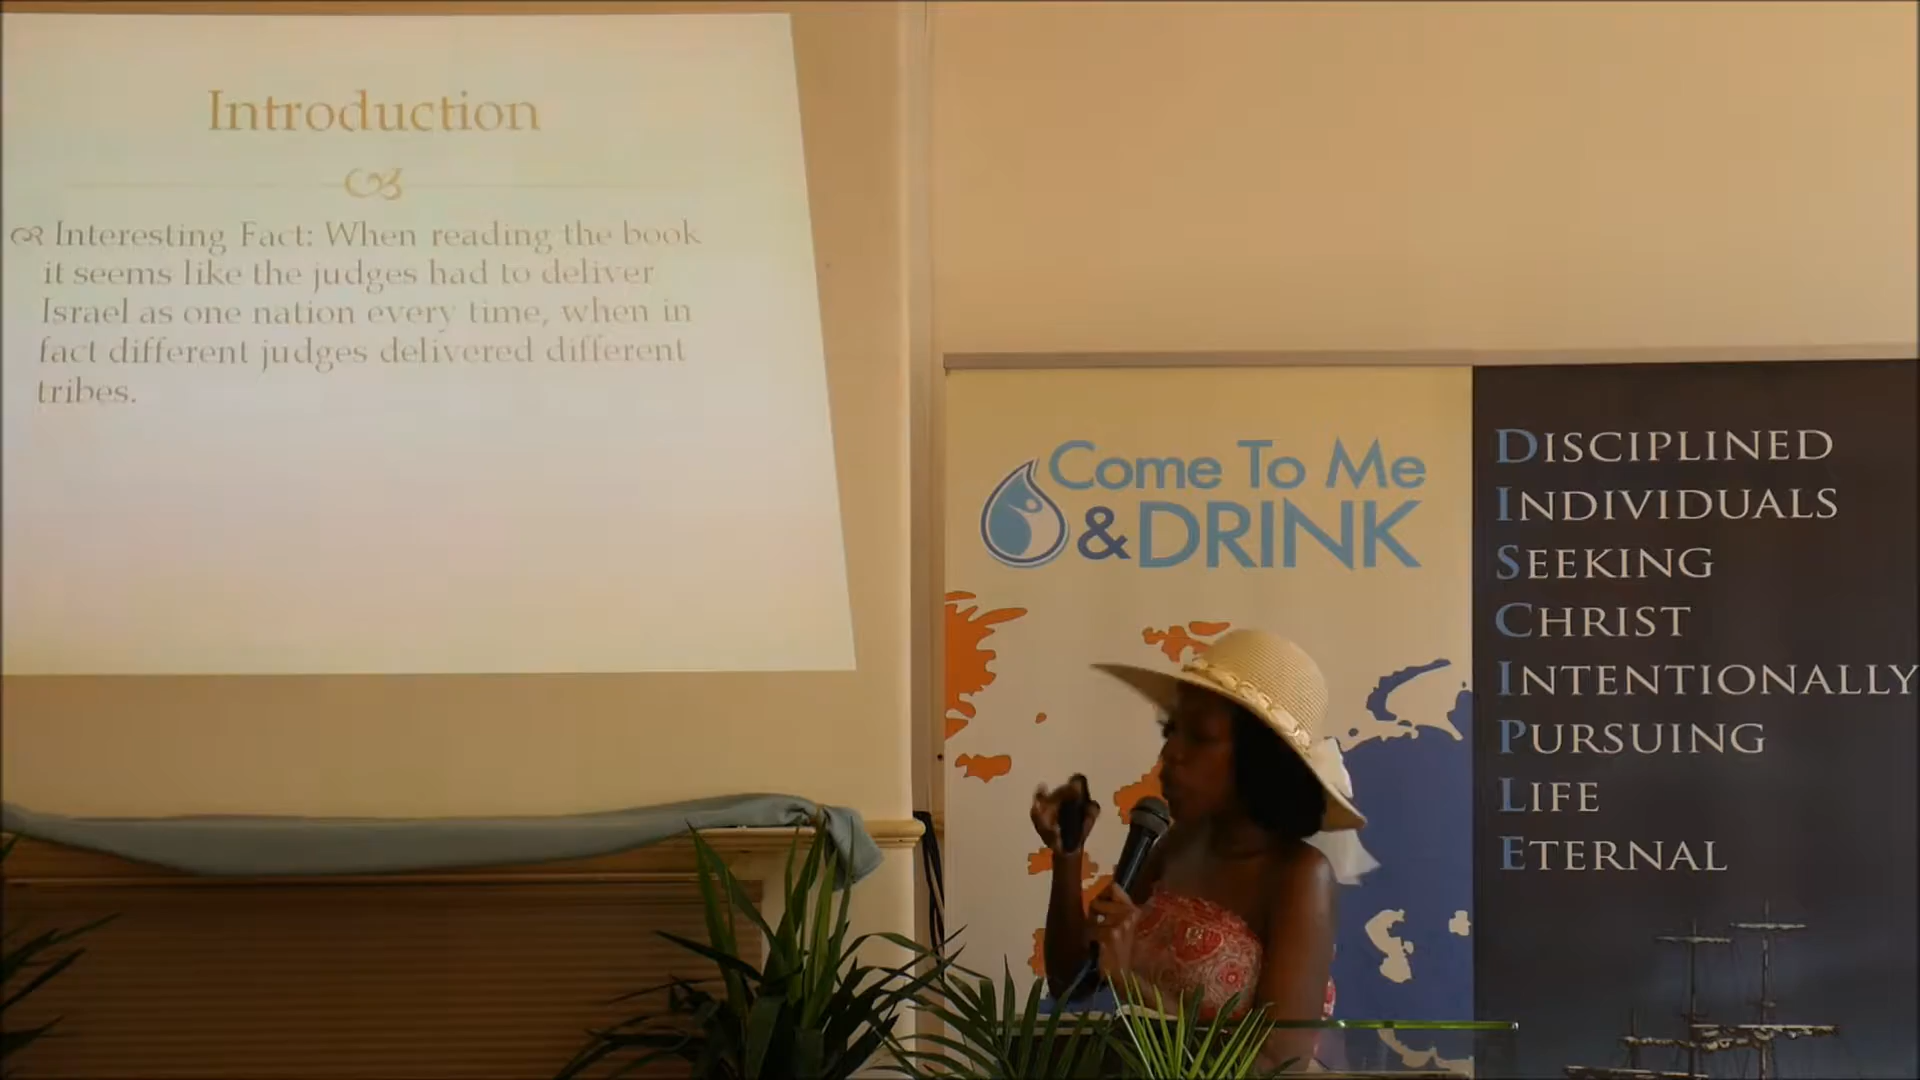 Introduction
Interesting Fact: When reading the book
it seems like the judges had to deliver
Israel as one nation every time, when in
fact different judges delivered different
tribes.
Come To Me
& DRINK
DISCIPLINED
INDIVIDUALS
SEEKING
CHRIST
INTENTIONALLY
PURSUING
LIFE
ETERNAL